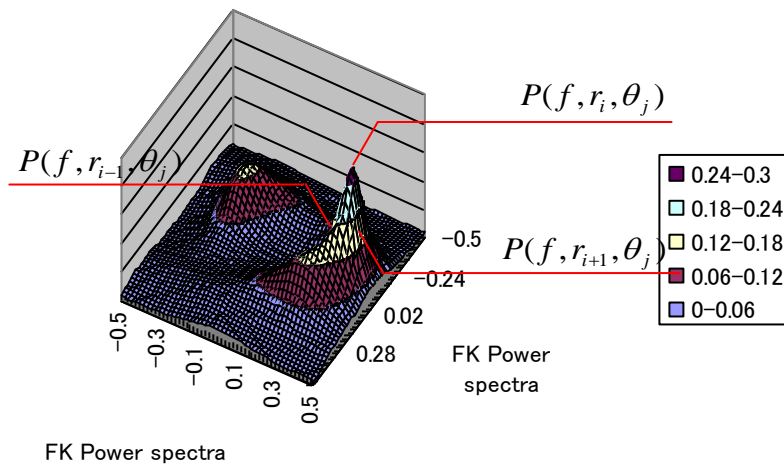 P(f, r_i, θ_j)
P(f, r_{i-1}, θ_j)
P(f, r_{i+1}, θ_j)
0.24-0.3
0.18-0.24
0.12-0.18
0.06-0.12
0-0.06
-0.5
-0.24
0.02
0.28
-0.5
-0.3
-0.1
0.1
0.3
0.5
FK Power
spectra
FK Power spectra